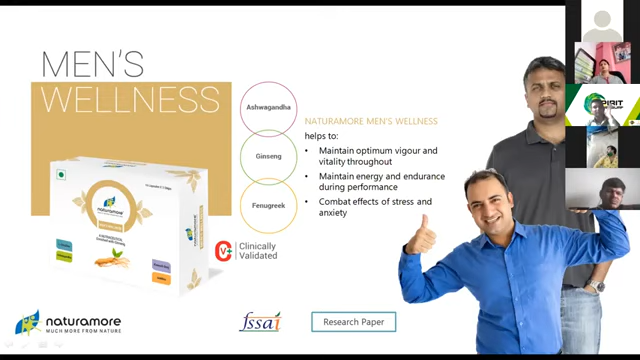 MEN'S
WELLNESS
Ashwagandha
Ginseng
Fenugreek
NATURAMORE MEN'S WELLNESS
helps to:
• Maintain optimum vigour and
vitality throughout
• Maintain energy and endurance
during performance
• Combat effects of stress and
anxiety
naturamore
Clinically
Validated
naturamore
MUCH MORE FROM NATURE
fssai
Research Paper